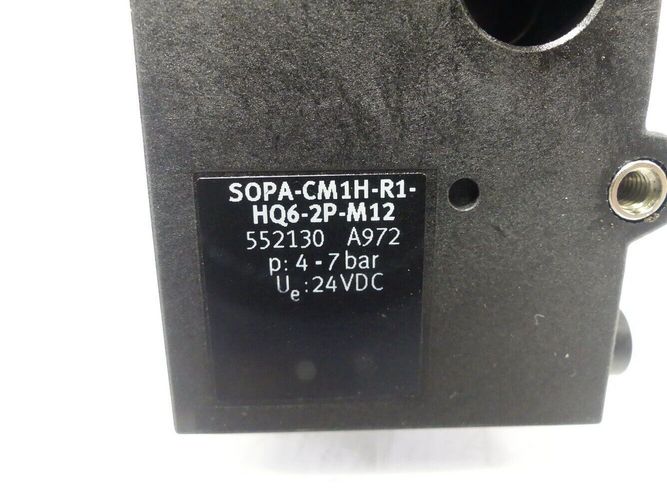 SOPA-CM1H-R1-
HQ6-2P-M12
552130 A972
p: 4 - 7 bar
Ue: 24VDC